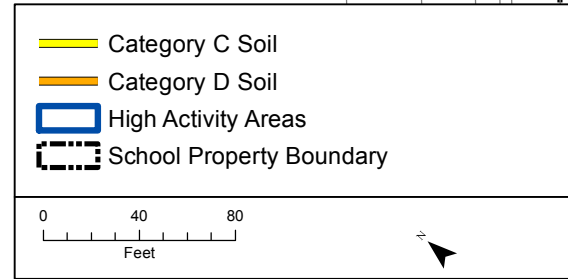 Category C Soil
Category D Soil
High Activity Areas
School Property Boundary
0 40 80
Feet
N